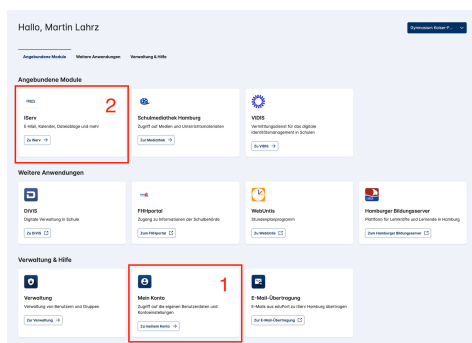 Hallo, Martin Lahrz
Gymnasium Kaiser-F...
Angebundene Module Weitere Anwendungen Verwaltung & Hilfe
Angebundene Module
2
IServ
E-Mail, Kalender, Dateiablage und mehr
Zu IServ →
Schulmediathek Hamburg
Zugriff auf Medien und Unterrichtsmaterialien
Zur Mediathek →
VIDIS
Vermittlungsdienst für das digitale
Identitätsmanagement in Schulen
Zu VIDIS →
Weitere Anwendungen
DiViS
Digitale Verwaltung in Schule
Zu DiViS
FHHportal
Zugang zu Informationen der Schulbehörde
Zum FHHportal
WebUntis
Stundenplanprogramm
Zu WebUntis
Hamburger Bildungsserver
Plattform für Lehrkräfte und Lernende in Hamburg
Zum Hamburger Bildungsserver
Verwaltung & Hilfe
Verwaltung
Verwaltung von Benutzern und Gruppen
Zur Verwaltung →
1
Mein Konto
Zugriff auf die eigenen Benutzerdaten und
Kontoeinstellungen
Zu meinem Konto →
E-Mail-Übertragung
E-Mails aus eduPort zu IServ Hamburg übertragen
Zur E-Mail-Übertragung